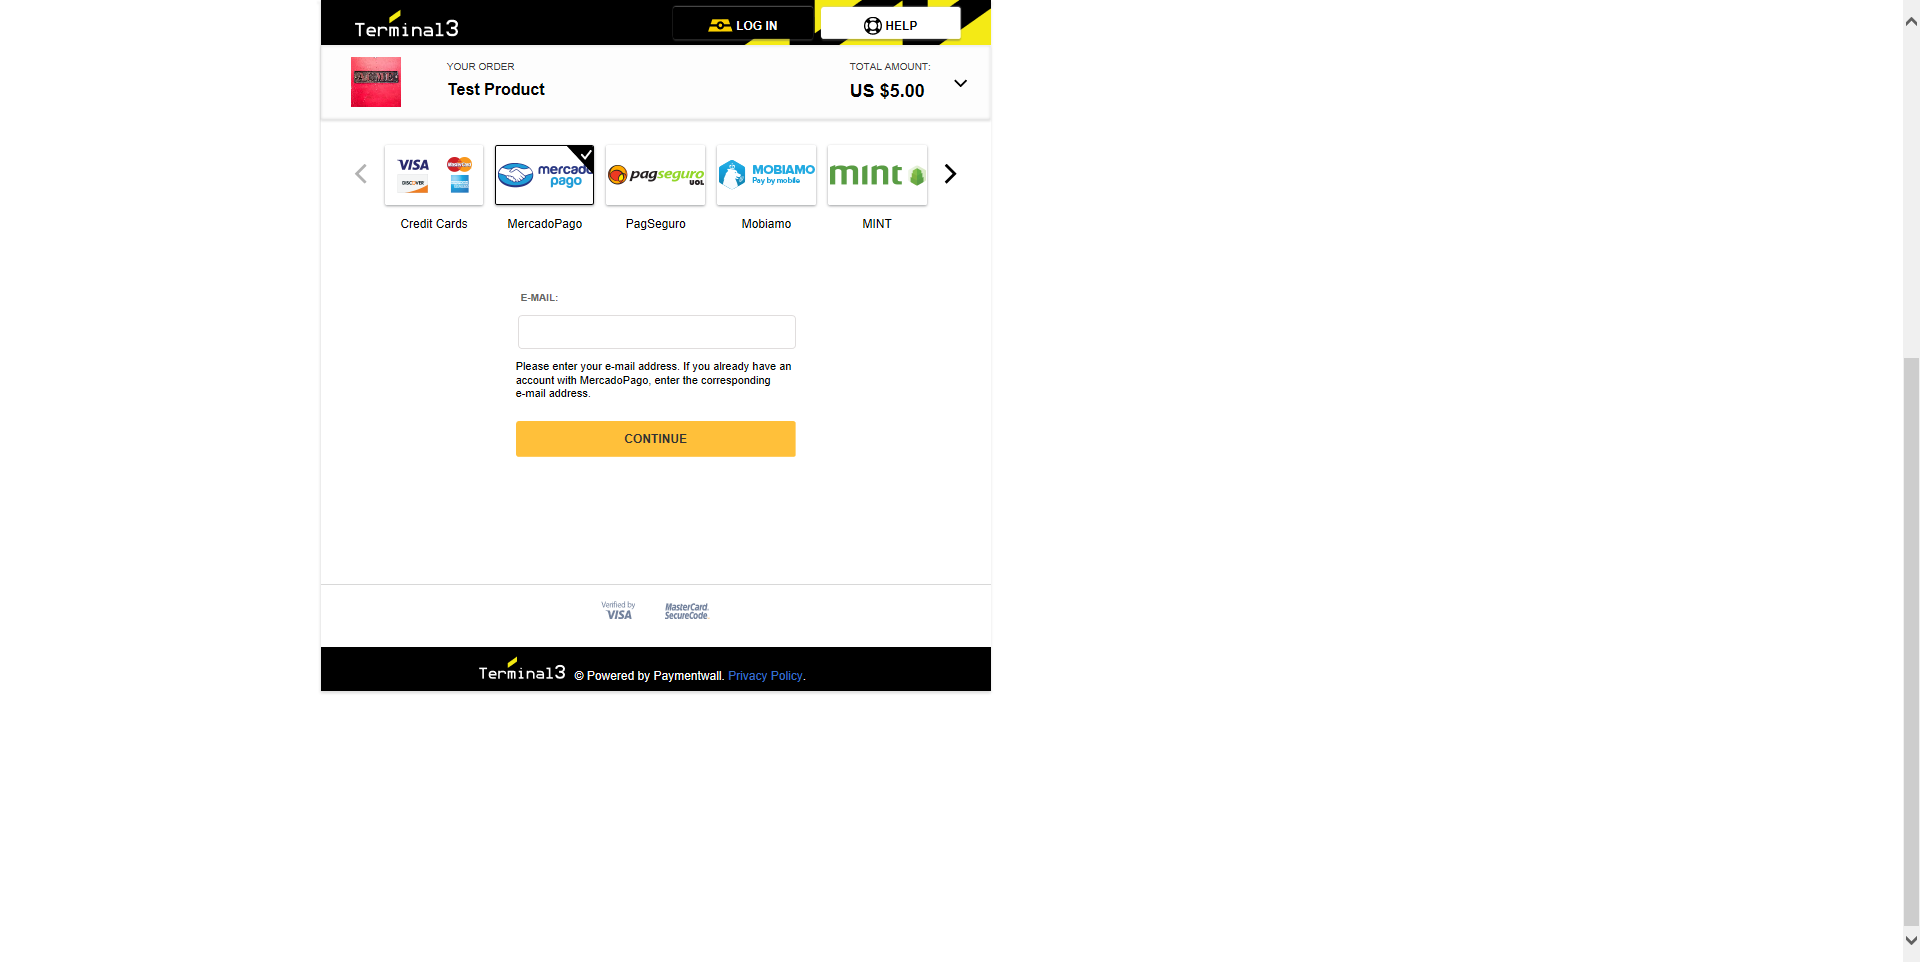 Terminal3
LOG IN
HELP
YOUR ORDER
Test Product
TOTAL AMOUNT:
US $5.00
VISA
MasterCard
DISCOVER
mercado
pago
pagseguro
UOL
MOBIAMO
Pay by mobile
mint
Credit Cards
MercadoPago
PagSeguro
Mobiamo
MINT
E-MAIL:
Please enter your e-mail address. If you already have an
account with MercadoPago, enter the corresponding
e-mail address.
CONTINUE
Verified by
VISA
MasterCard.
SecureCode.
Terminal3 © Powered by Paymentwall. Privacy Policy.